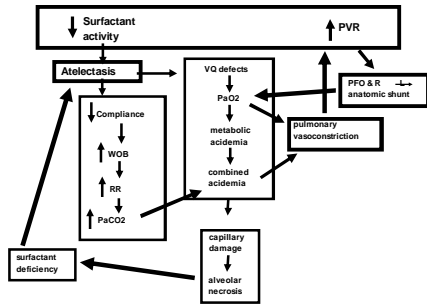 Surfactant
activity
PVR
Atelectasis
VQ defects
PaO2
metabolic
acidemia
combined
acidemia
PFO & R
anatomic shunt
Compliance
WOB
RR
PaCO2
pulmonary
vasoconstriction
surfactant
deficiency
capillary
damage
alveolar
necrosis